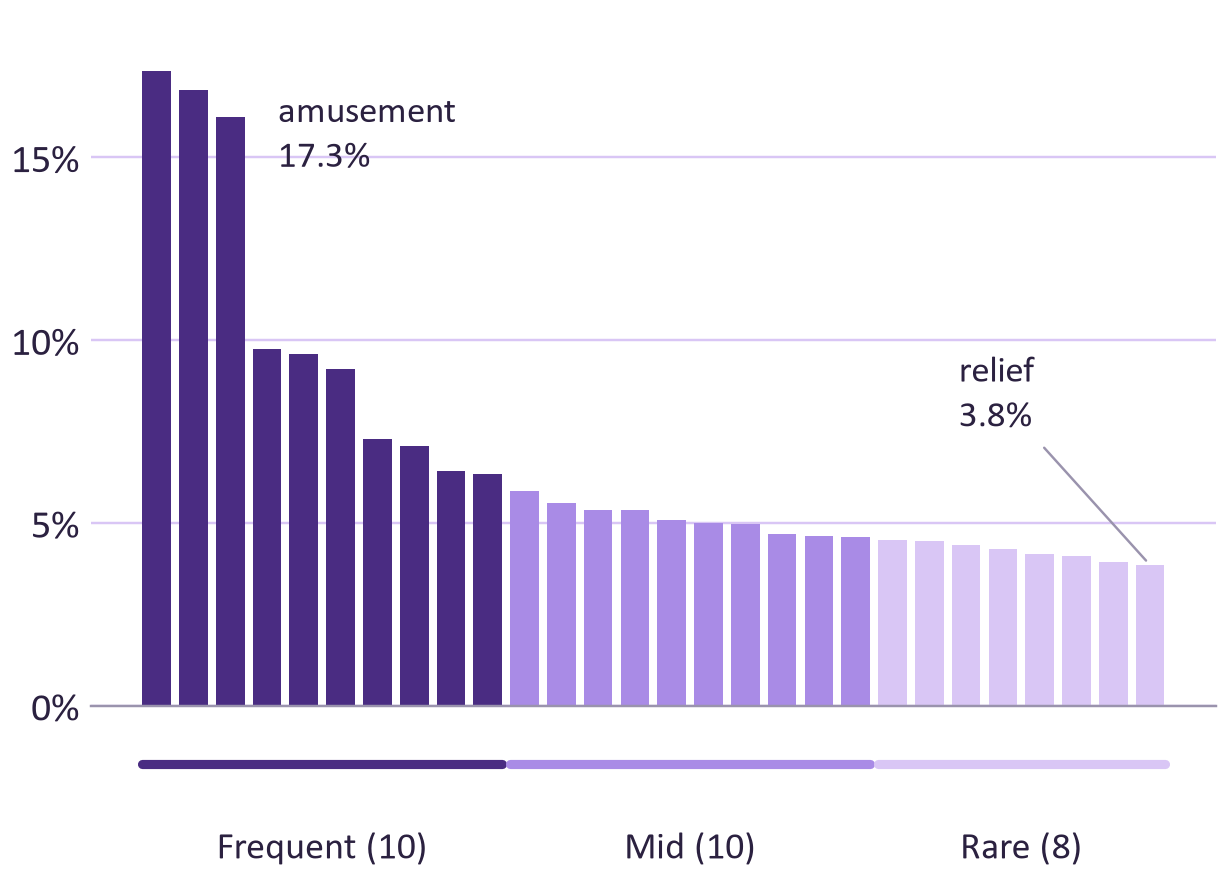 amusement
17.3%
15%
10%
relief
3.8%
5%
0%
Frequent (10)
Mid (10)
Rare (8)